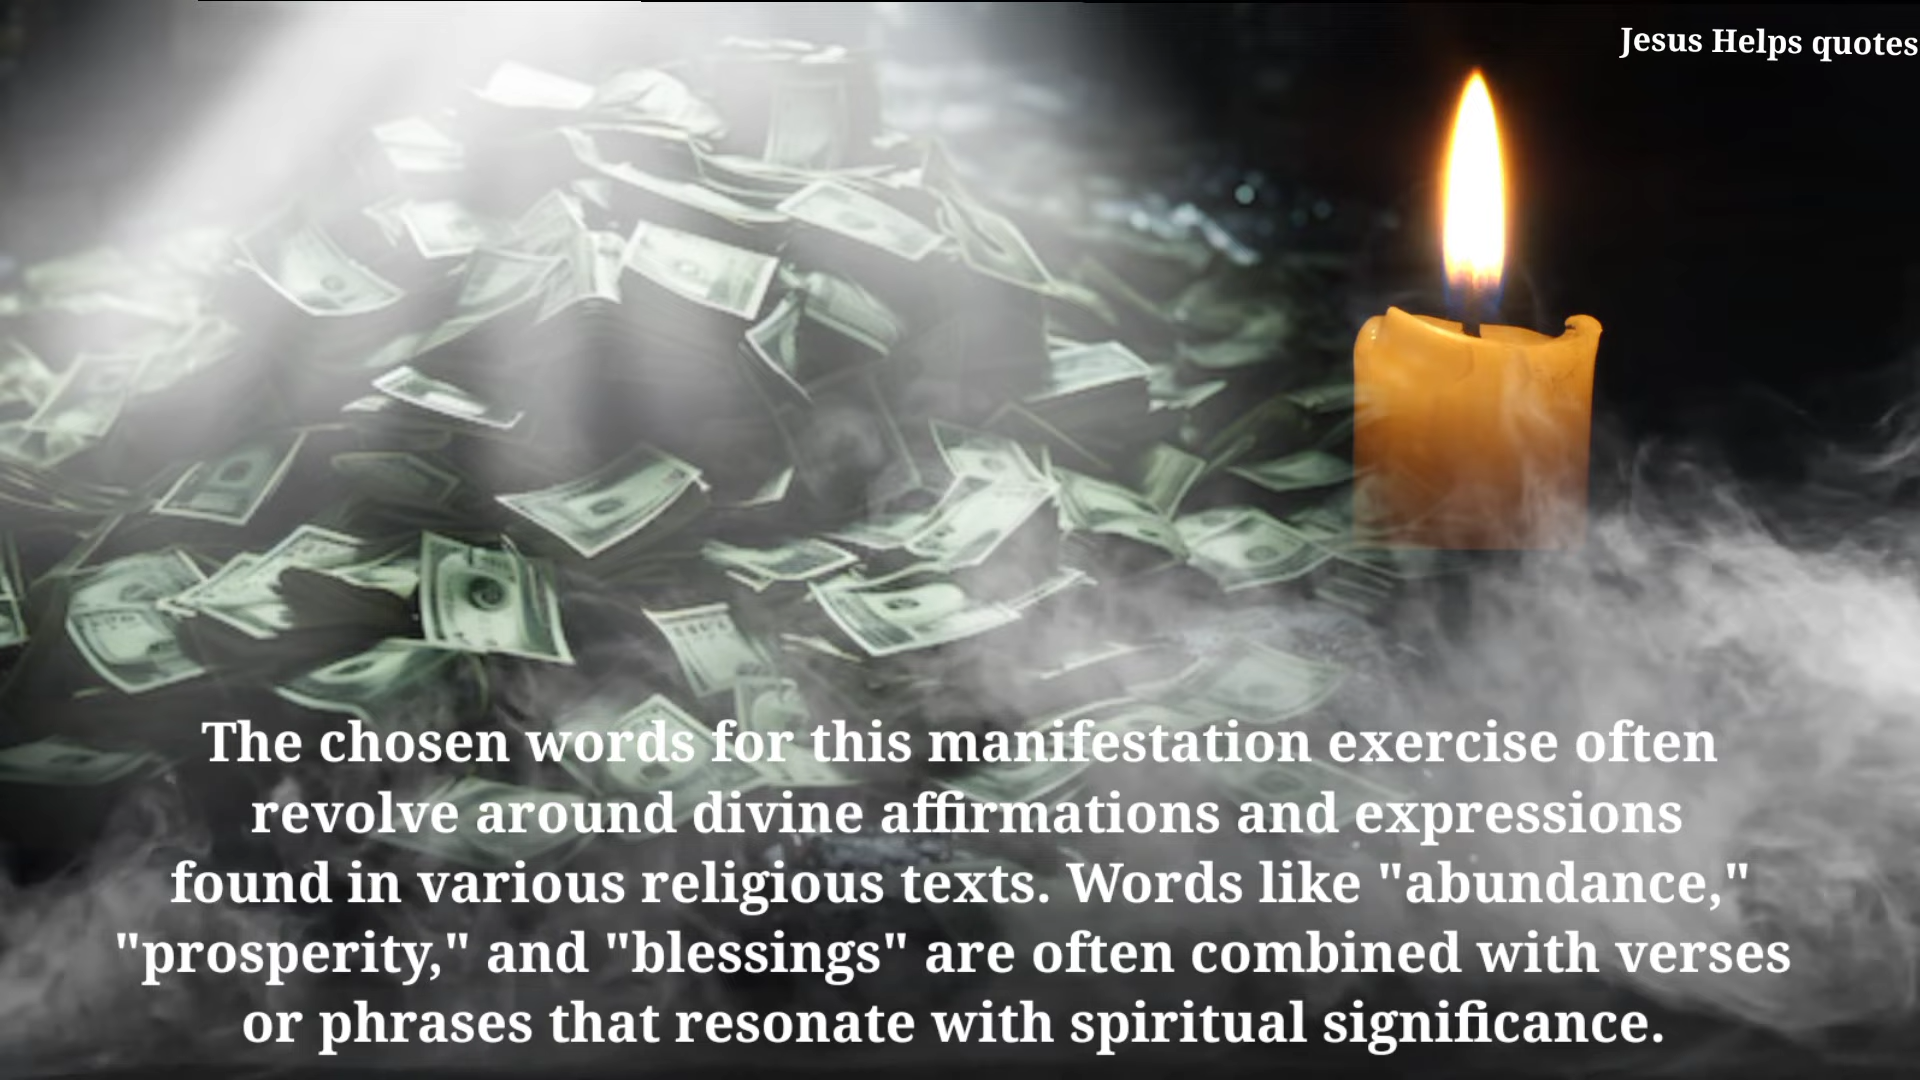 Jesus Helps quotes
The chosen words for this manifestation exercise often
revolve around divine affirmations and expressions
found in various religious texts. Words like "abundance,"
"prosperity," and "blessings" are often combined with verses
or phrases that resonate with spiritual significance.